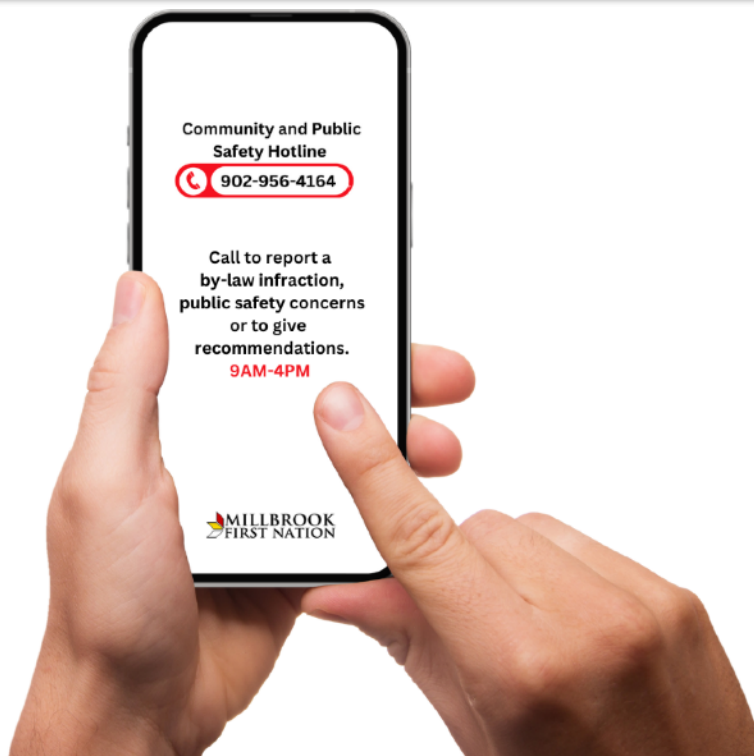 Community and Public
Safety Hotline
902-956-4164
Call to report a
by-law infraction,
public safety concerns
or to give
recommendations.
9AM-4PM
MILLBROOK
FIRST NATION